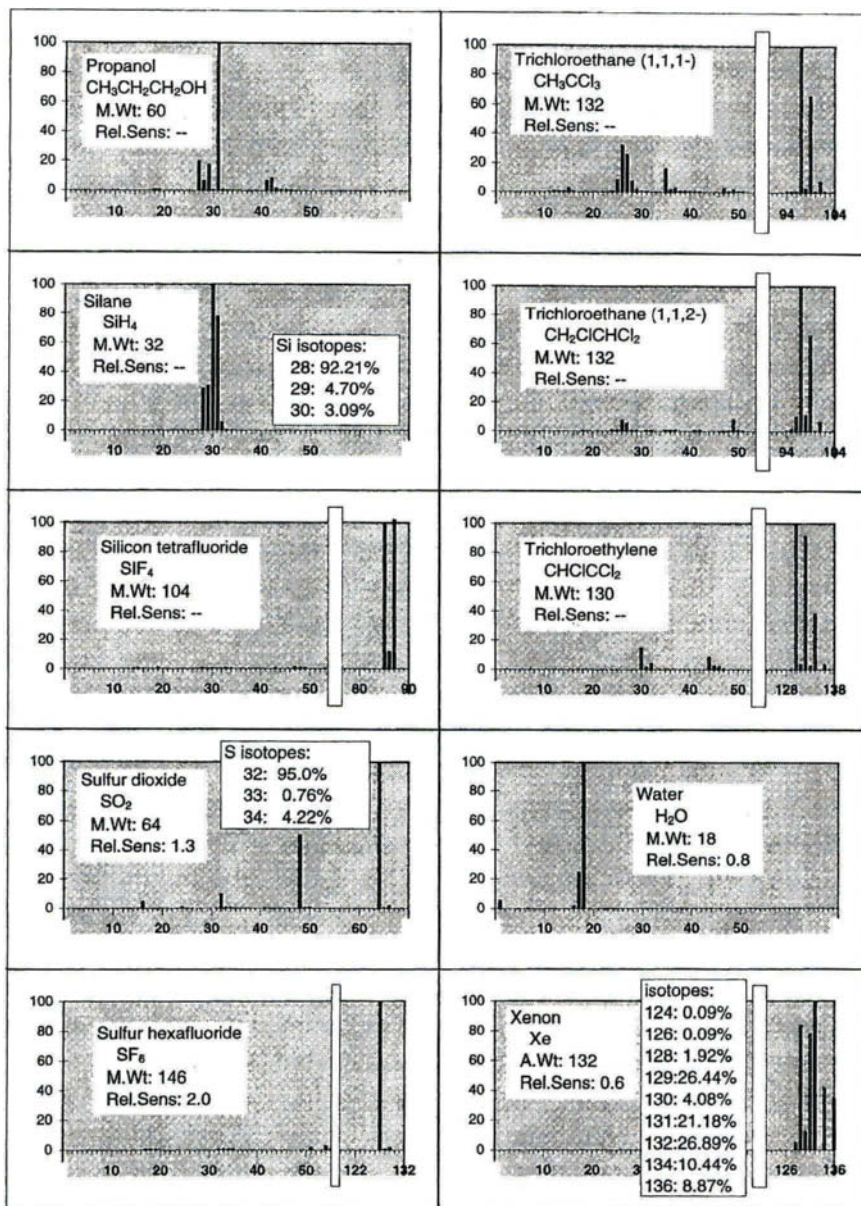 100
80
60
40
20
0
Propanol
CH₃CH₂CH₂OH
M.Wt: 60
Rel.Sens: --
10 20 30 40 50
100
80
60
40
20
0
Trichloroethane (1,1,1-)
CH₃CCl₃
M.Wt: 132
Rel.Sens: --
10 20 30 40 50 94 104
100
80
60
40
20
0
Silane
SiH₄
M.Wt: 32
Rel.Sens: --
Si isotopes:
28: 92.21%
29: 4.70%
30: 3.09%
10 20 30 40 50
100
80
60
40
20
0
Trichloroethane (1,1,2-)
CH₂ClCHCl₂
M.Wt: 132
Rel.Sens: --
10 20 30 40 50 94 104
100
80
60
40
20
0
Silicon tetrafluoride
SIF₄
M.Wt: 104
Rel.Sens: --
10 20 30 40 50 80 90
100
80
60
40
20
0
Trichloroethylene
CHClCCl₂
M.Wt: 130
Rel.Sens: --
10 20 30 40 50 128 138
100
80
60
40
20
0
Sulfur dioxide
SO₂
M.Wt: 64
Rel.Sens: 1.3
S isotopes:
32: 95.0%
33: 0.76%
34: 4.22%
10 20 30 40 50 60 70
100
80
60
40
20
0
Water
H₂O
M.Wt: 18
Rel.Sens: 0.8
10 20 30 40 50
100
80
60
40
20
0
Sulfur hexafluoride
SF₆
M.Wt: 146
Rel.Sens: 2.0
10 20 30 40 50 122 132
100
80
60
40
20
0
Xenon
Xe
A.Wt: 132
Rel.Sens: 0.6
isotopes:
124: 0.09%
126: 0.09%
128: 1.92%
129:26.44%
130: 4.08%
131:21.18%
132:26.89%
134:10.44%
136: 8.87%
10 20 30 126 136